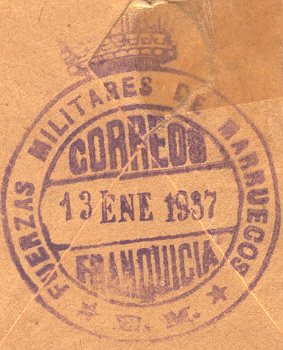 FUERZAS MILITARES DE MARRUECOS
CORREOS
13 ENE 1937
FRANQUICIA
* E. M. *